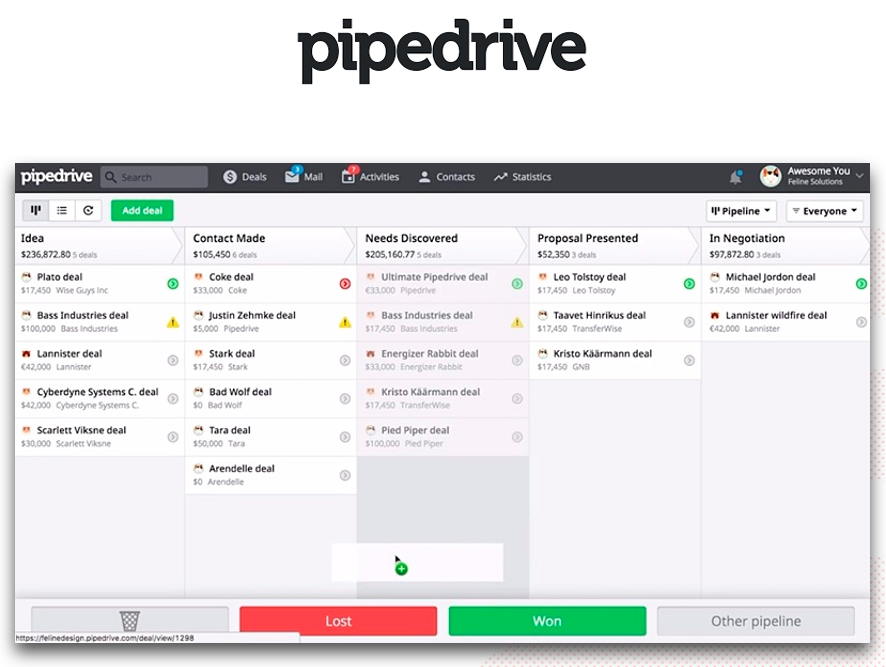 pipedrive
pipedrive Search Deals 3 Mail 7 Activities Contacts Statistics Awesome You
Feline Solutions
Add deal Pipeline Everyone
Idea
$236,872.80 5 deals
Plato deal
$17,450 Wise Guys Inc
Bass Industries deal
$100,000 Bass Industries
Lannister deal
€42,000 Lannister
Cyberdyne Systems C. deal
$42,000 Cyberdyne Systems C.
Scarlett Viksne deal
$30,000 Scarlett Viksne
Contact Made
$105,450 6 deals
Coke deal
$33,000 Coke
Justin Zehmke deal
$5,000 Pipedrive
Stark deal
$17,450 Stark
Bad Wolf deal
$0 Bad Wolf
Tara deal
$50,000 Tara
Arendelle deal
$0 Arendelle
Needs Discovered
$205,160.77 5 deals
Ultimate Pipedrive deal
€33,000 Pipedrive
Bass Industries deal
$17,450 Bass Industries
Energizer Rabbit deal
$33,000 Energizer Rabbit
Kristo Käärmann deal
$17,450 TransferWise
Pied Piper deal
$100,000 Pied Piper
Proposal Presented
$52,350 3 deals
Leo Tolstoy deal
$17,450 Leo Tolstoy
Taavet Hinrikus deal
$17,450 TransferWise
Kristo Käärmann deal
$17,450 GNB
In Negotiation
$97,872.80 3 deals
Michael Jordon deal
$17,450 Michael Jordon
Lannister wildfire deal
€42,000 Lannister
Lost Won Other pipeline
https://felinedesign.pipedrive.com/deal/view/1298